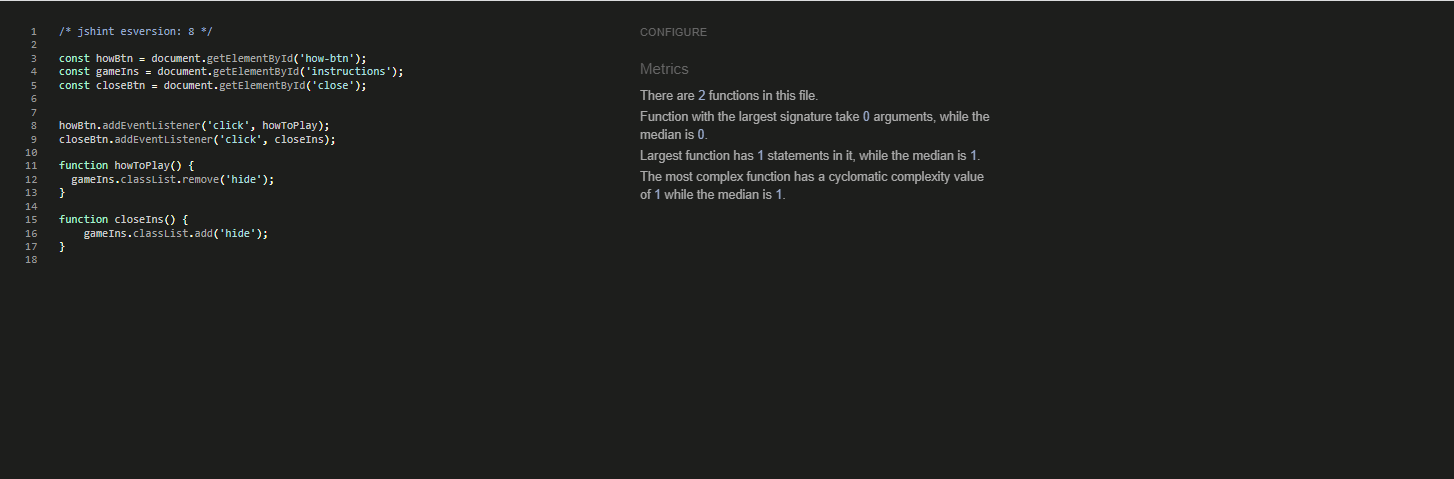 1 /* jshint esversion: 8 */
2
3 const howBtn = document.getElementById('how-btn');
4 const gameIns = document.getElementById('instructions');
5 const closeBtn = document.getElementById('close');
6
7
8 howBtn.addEventListener('click', howToPlay);
9 closeBtn.addEventListener('click', closeIns);
10
11 function howToPlay() {
12   gameIns.classList.remove('hide');
13 }
14
15 function closeIns() {
16     gameIns.classList.add('hide');
17 }
18
CONFIGURE
Metrics
There are 2 functions in this file.
Function with the largest signature take 0 arguments, while the
median is 0.
Largest function has 1 statements in it, while the median is 1.
The most complex function has a cyclomatic complexity value
of 1 while the median is 1.